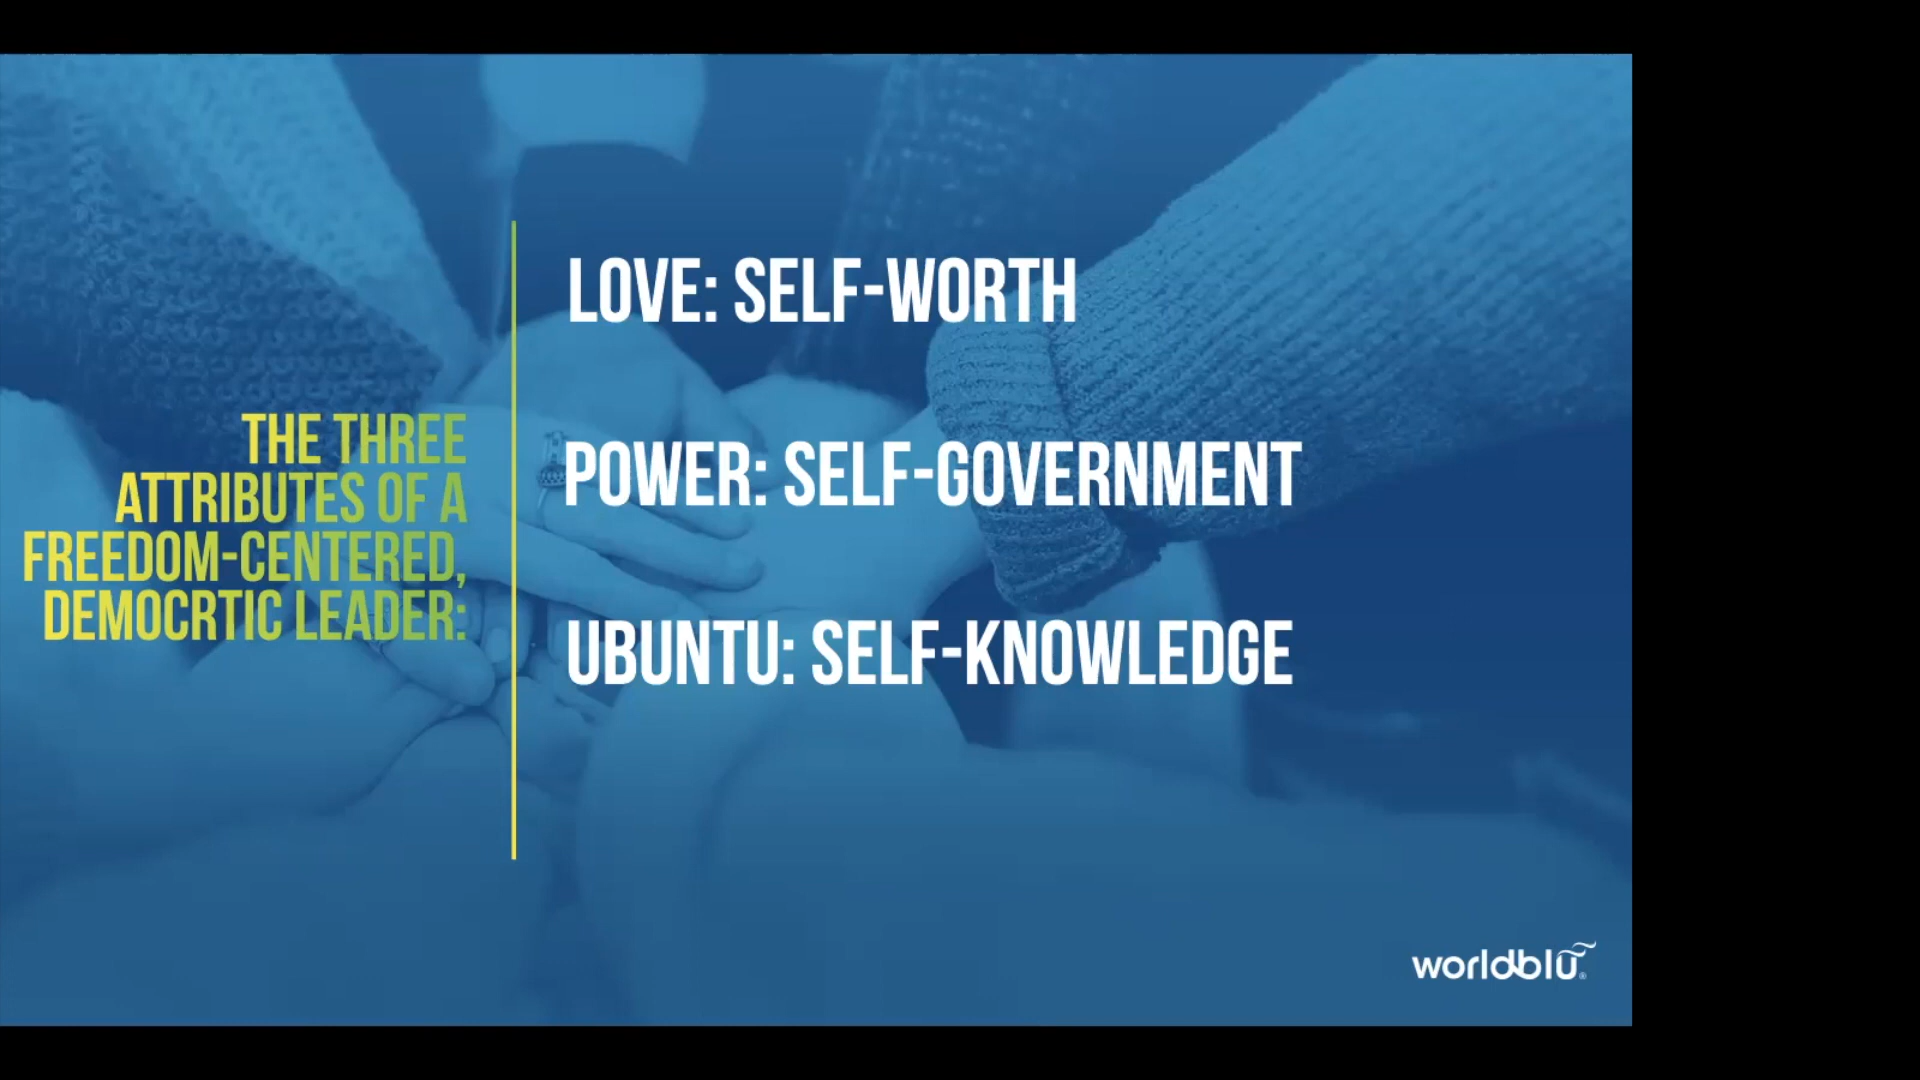 THE THREE
ATTRIBUTES OF A
FREEDOM-CENTERED,
DEMOCRTIC LEADER:
LOVE: SELF-WORTH
POWER: SELF-GOVERNMENT
UBUNTU: SELF-KNOWLEDGE
worldblu®